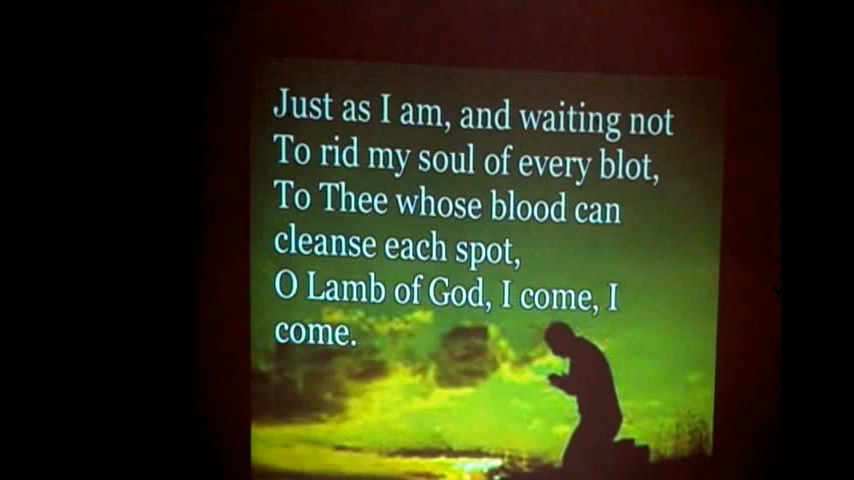 Just as I am, and waiting not
To rid my soul of every blot,
To Thee whose blood can
cleanse each spot,
O Lamb of God, I come, I
come.